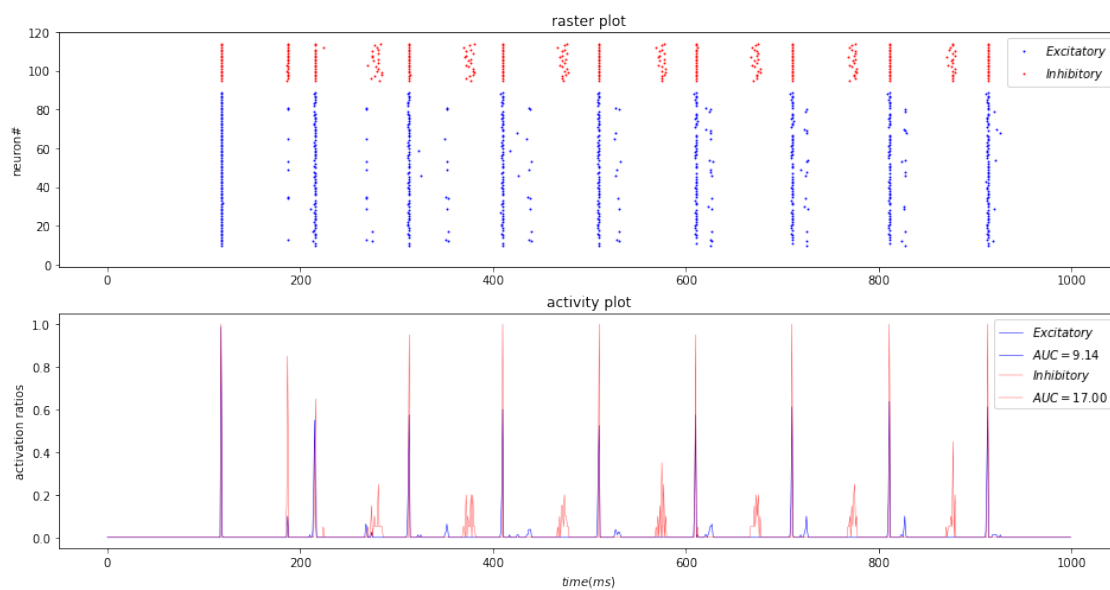 raster plot
120
100
80
60
40
20
0
neuron#
Excitatory
Inhibitory
0 200 400 600 800 1000
activity plot
1.0
0.8
0.6
0.4
0.2
0.0
activation ratios
Excitatory
AUC = 9.14
Inhibitory
AUC = 17.00
0 200 400 600 800 1000
time(ms)